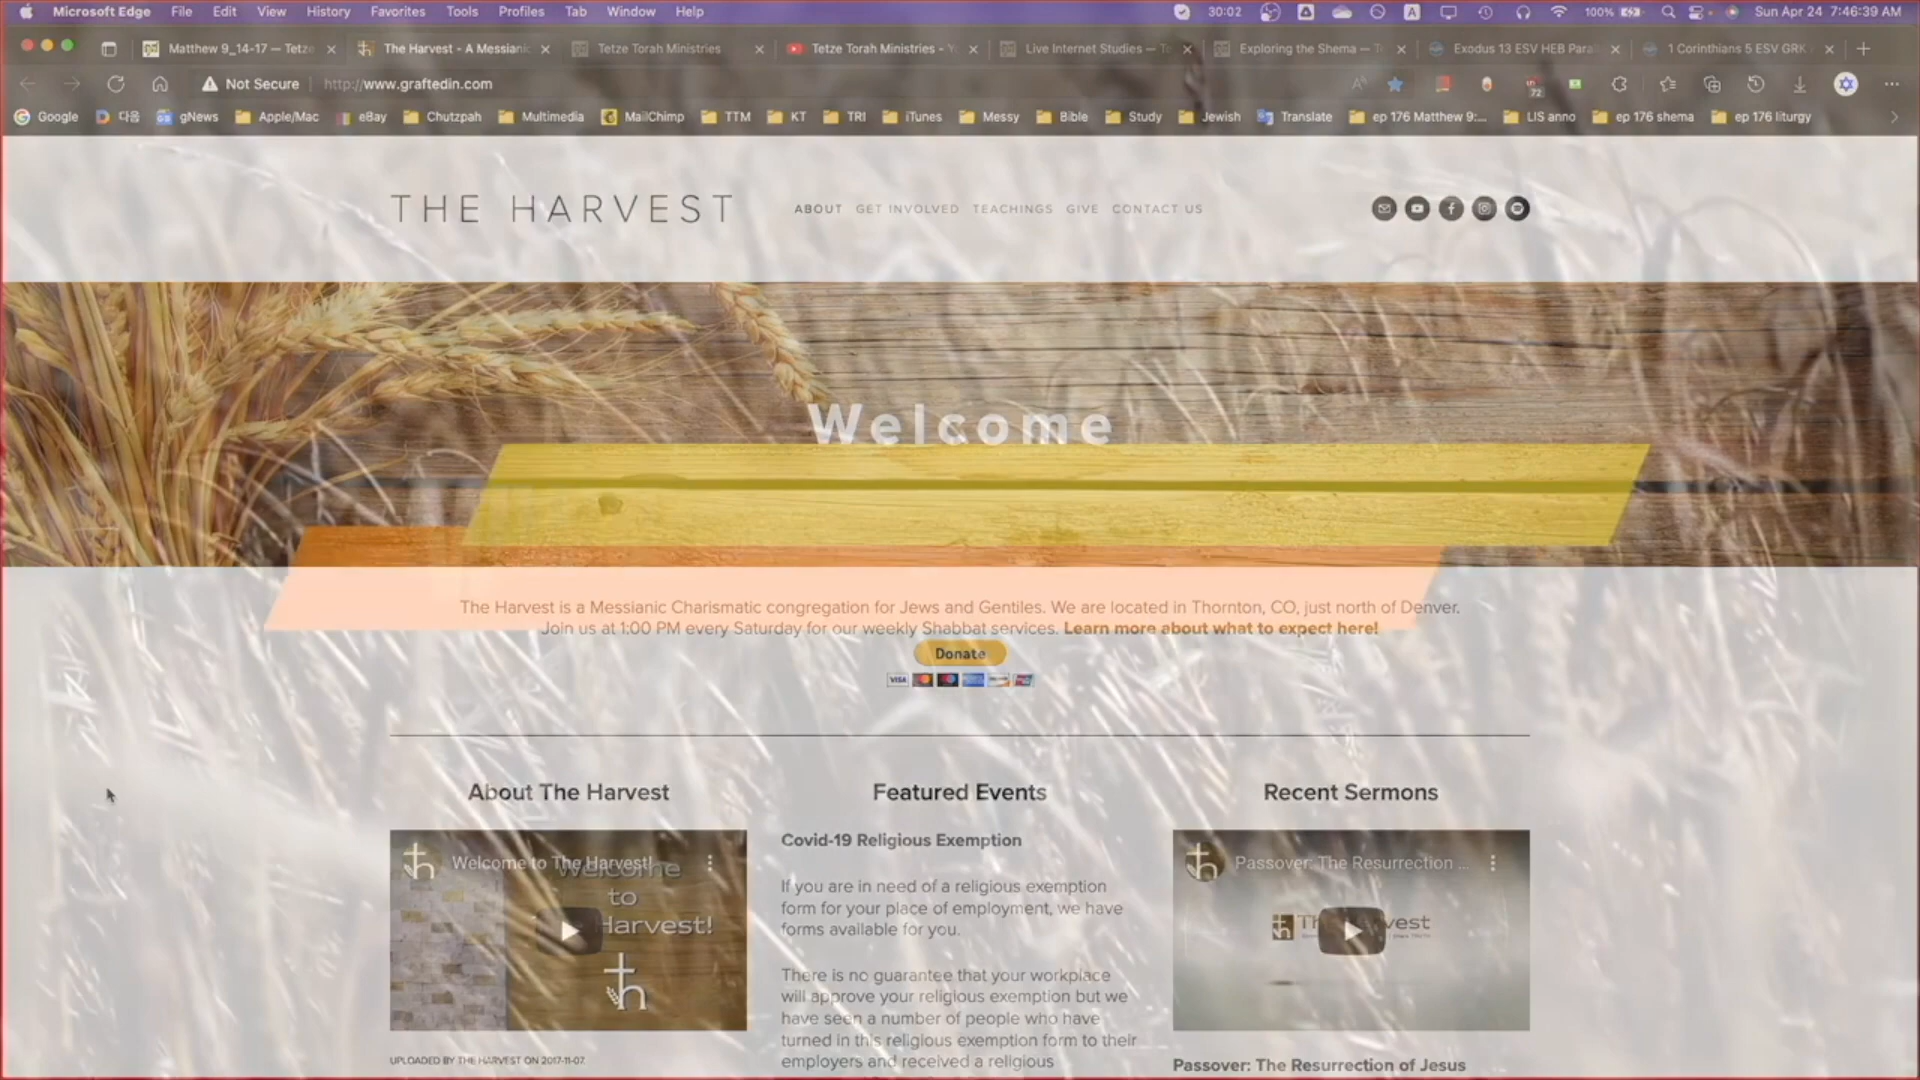 Microsoft Edge File Edit View History Favorites Tools Profiles Tab Window Help 30:02 A 100% Sun Apr 24 7:46:39 AM
Matthew 9_14-17 — Tetze The Harvest - A Messianic Tetze Torah Ministries Tetze Torah Ministries - Live Internet Studies — Exploring the Shema — Exodus 13 ESV HEB 1 Corinthians 5 ESV GRK
Not Secure http://www.graftedin.com 72
Google 다음 gNews Apple/Mac eBay Chutzpah Multimedia MailChimp TTM KT TRI iTunes Messy Bible Study Jewish Translate ep 176 Matthew 9:... LIS anno ep 176 shema ep 176 liturgy
THE HARVEST
ABOUT GET INVOLVED TEACHINGS GIVE CONTACT US
Welcome
The Harvest is a Messianic Charismatic congregation for Jews and Gentiles. We are located in Thornton, CO, just north of Denver.
Join us at 1:00 PM every Saturday for our weekly Shabbat services. Learn more about what to expect here!
Donate
VISA
About The Harvest
Welcome to The Harvest!
Welcome
to
Harvest!
UPLOADED BY THE HARVEST ON 2017-11-07.
Featured Events
Covid-19 Religious Exemption
If you are in need of a religious exemption
form for your place of employment, we have
forms available for you.
There is no guarantee that your workplace
will approve your religious exemption but we
have seen a number of people who have
turned in this religious exemption form to their
employers and received a religious
Recent Sermons
Passover: The Resurrection ...
Passover: The Resurrection of Jesus